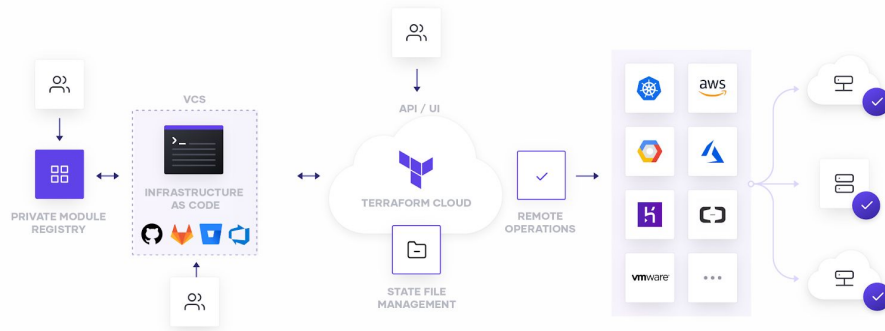 VCS
API / UI
>_
aws
INFRASTRUCTURE
AS CODE
TERRAFORM CLOUD
PRIVATE MODULE
REGISTRY
REMOTE
OPERATIONS
vmware
STATE FILE
MANAGEMENT